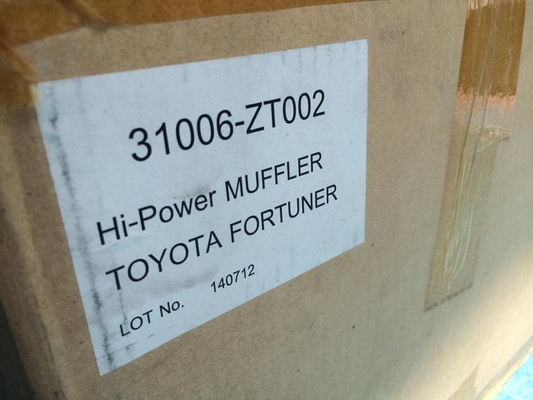 31006-ZT002
Hi-Power MUFFLER
TOYOTA FORTUNER
LOT No. 140712